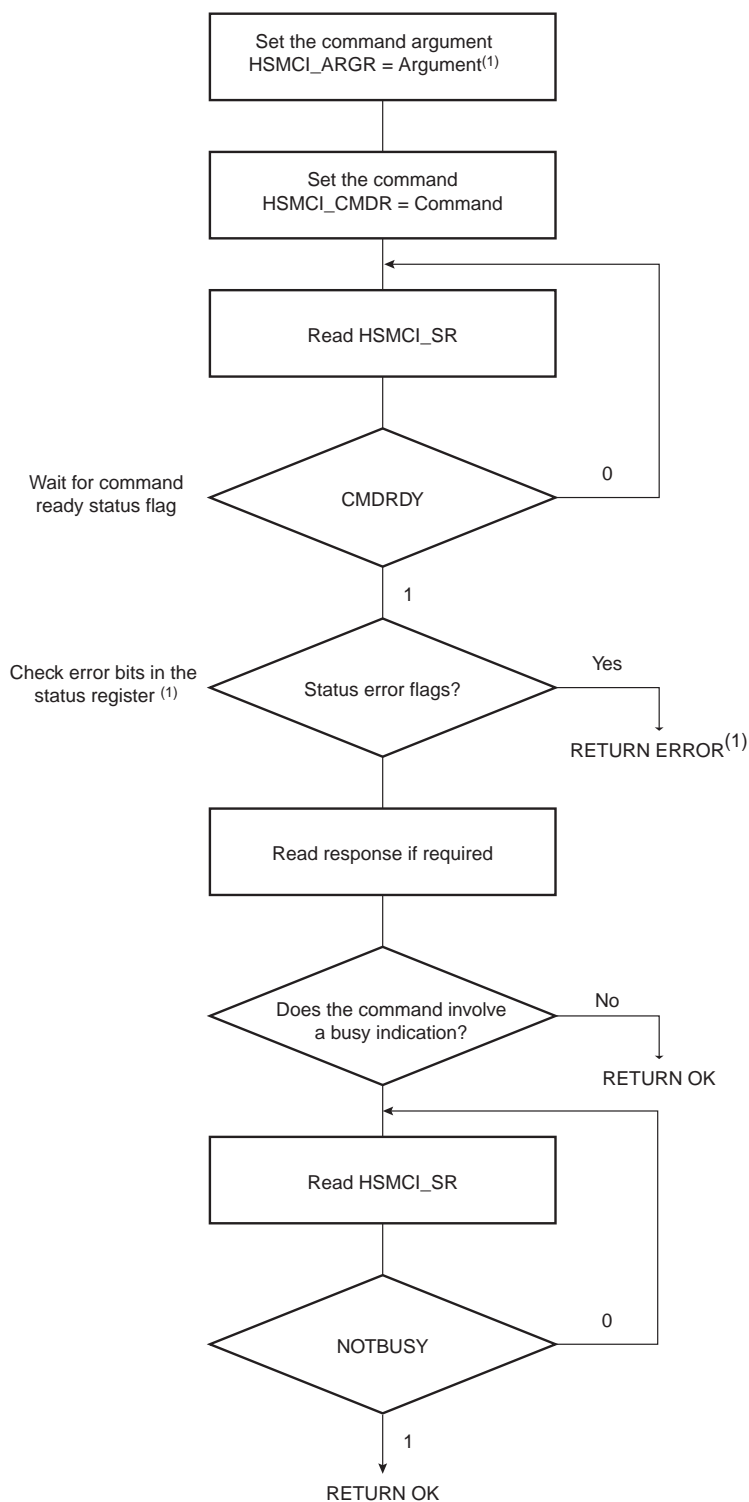 Set the command argument
HSMCI_ARGR = Argument(1)
Set the command
HSMCI_CMDR = Command
Read HSMCI_SR
Wait for command
ready status flag
CMDRDY
0
1
Check error bits in the
status register (1)
Status error flags?
Yes
RETURN ERROR(1)
Read response if required
Does the command involve
a busy indication?
No
RETURN OK
Read HSMCI_SR
NOTBUSY
0
1
RETURN OK